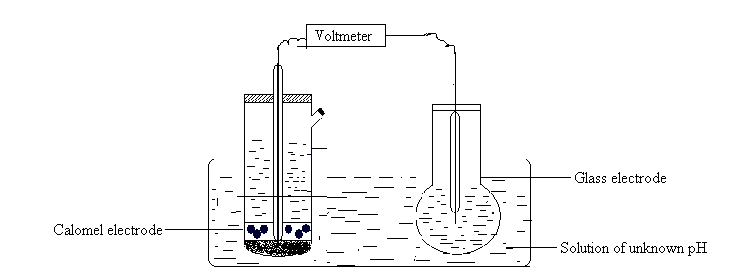 Voltmeter
Glass electrode
Calomel electrode
Solution of unknown pH